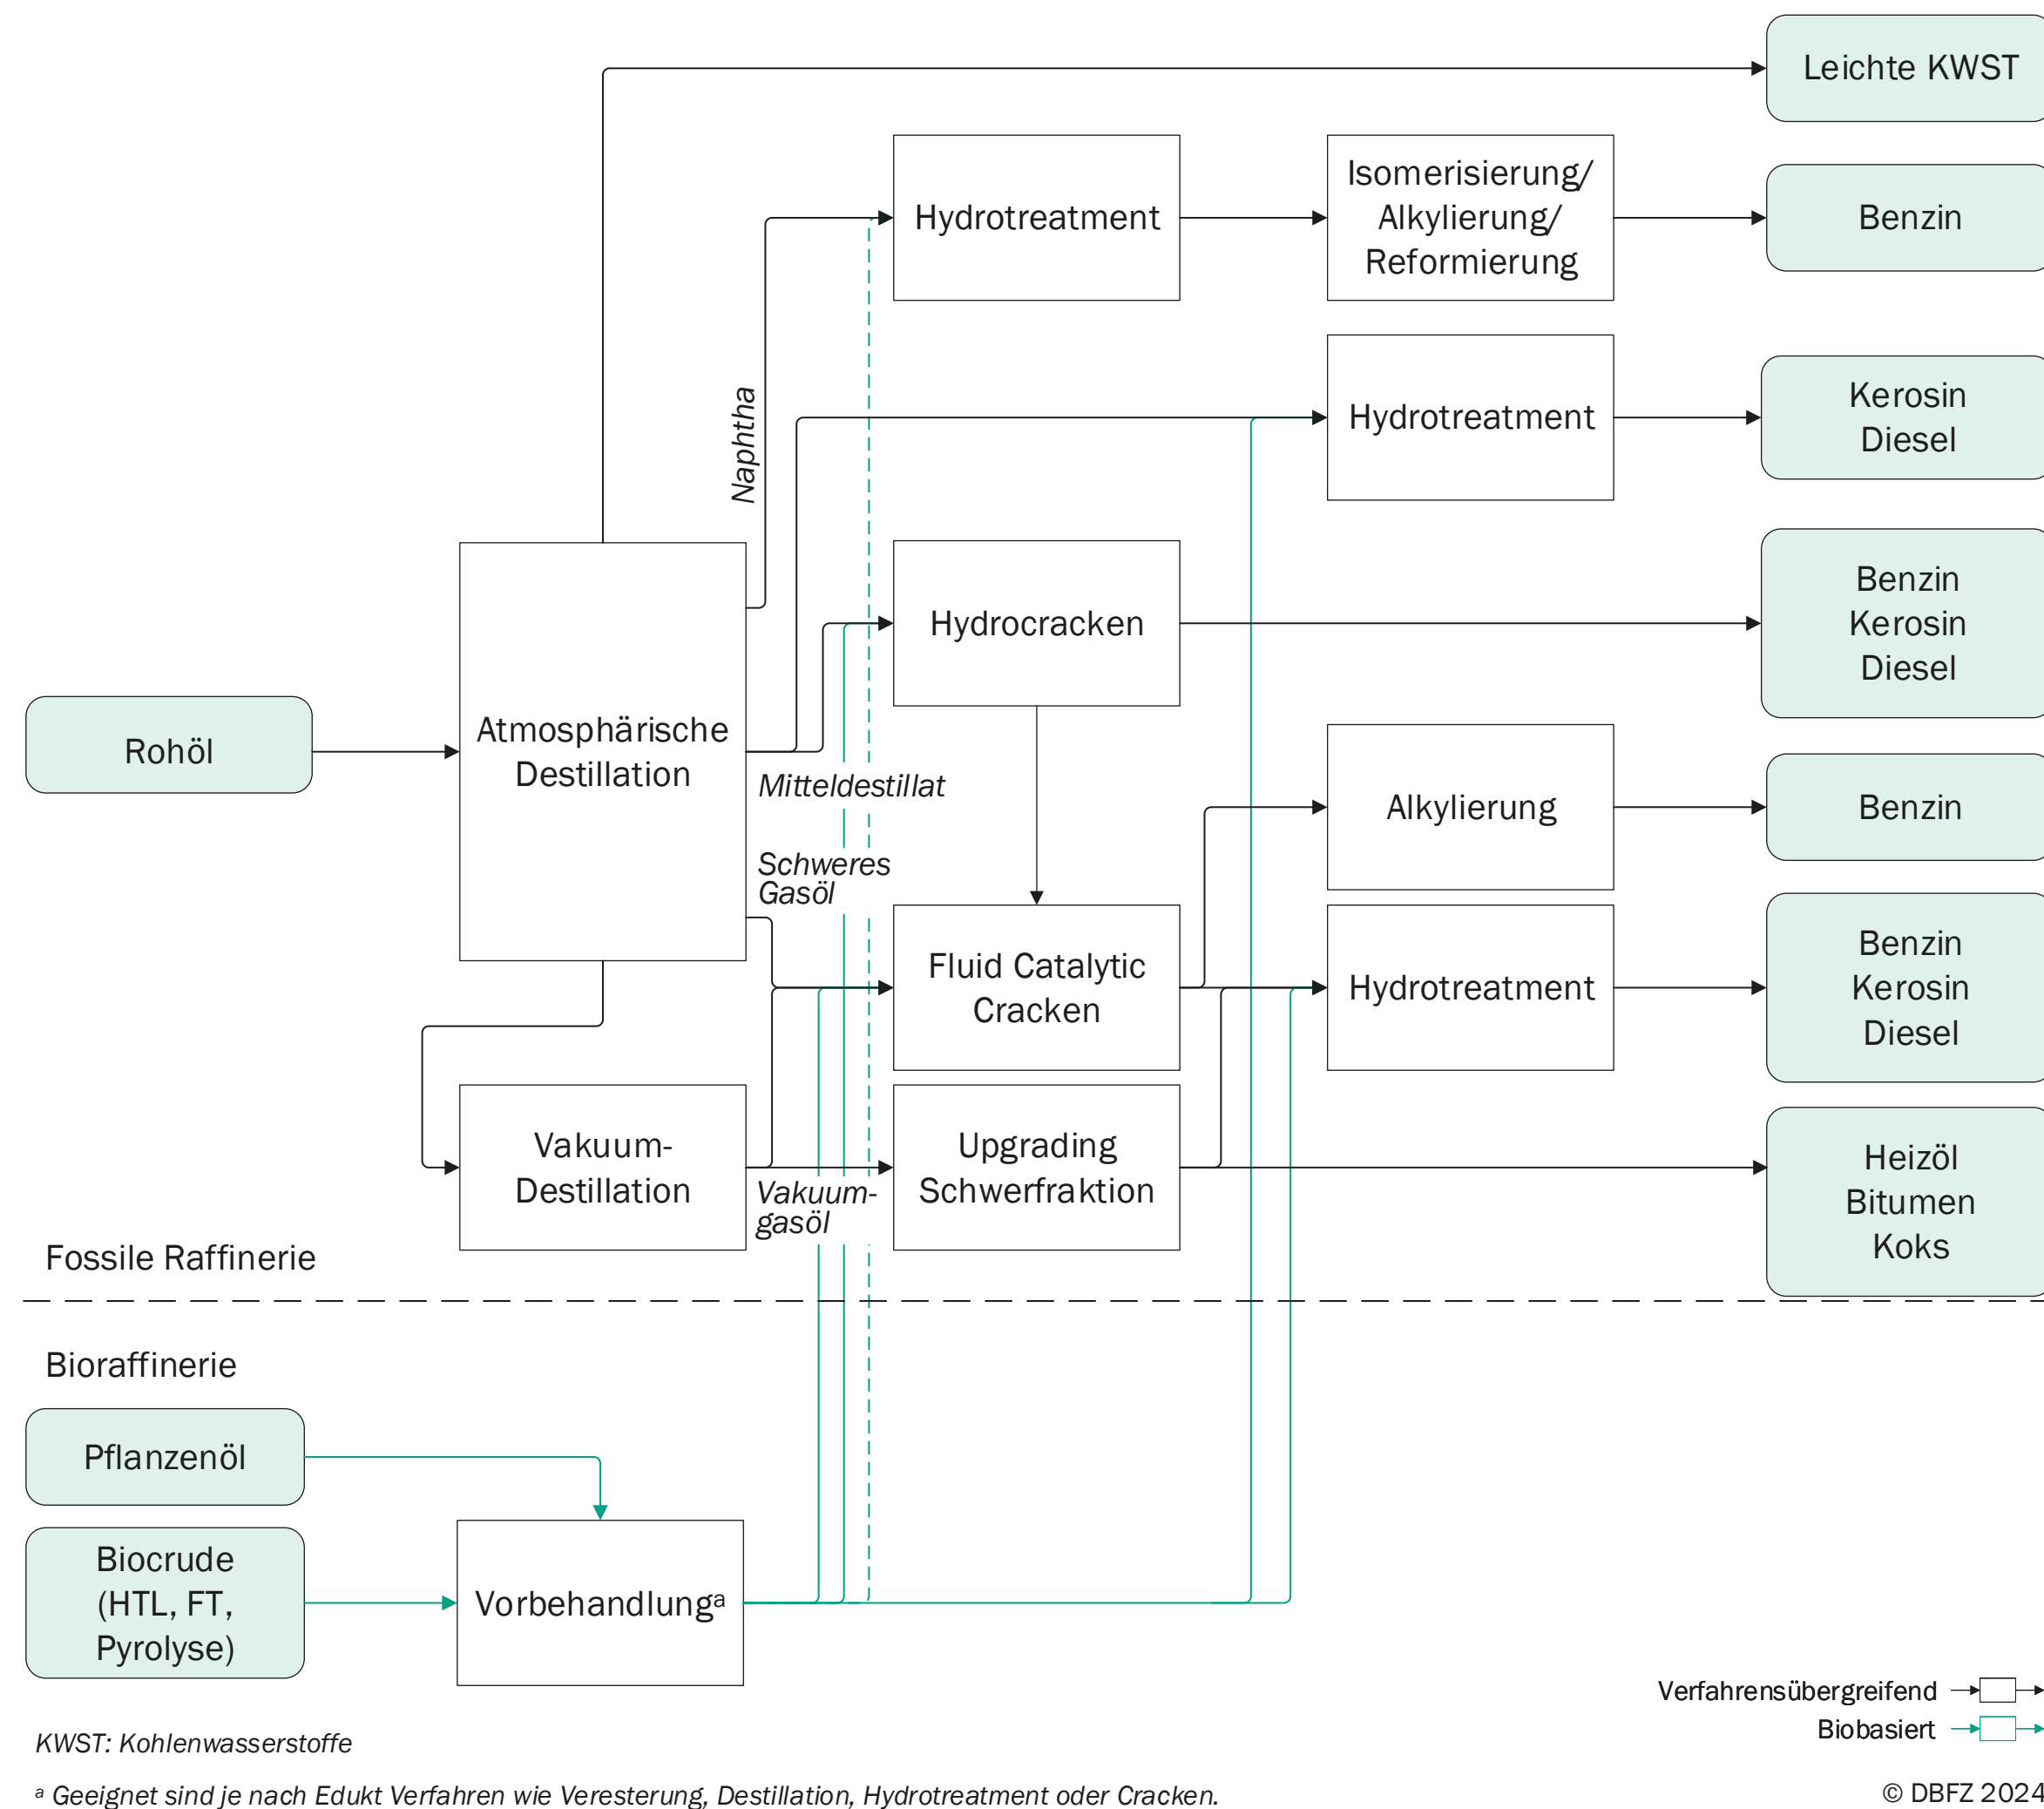 Leichte KWST
Hydrotreatment
Isomerisierung/
Alkylierung/
Reformierung
Benzin
Naphtha
Hydrotreatment
Kerosin
Diesel
Hydrocracken
Benzin
Kerosin
Diesel
Rohöl
Atmosphärische
Destillation
Mitteldestillat
Alkylierung
Benzin
Schweres
Gasöl
Fluid Catalytic
Cracken
Hydrotreatment
Benzin
Kerosin
Diesel
Vakuum-
Destillation
Vakuum-
gasöl
Upgrading
Schwerfraktion
Heizöl
Bitumen
Koks
Fossile Raffinerie
Bioraffinerie
Pflanzenöl
Biocrude
(HTL, FT,
Pyrolyse)
Vorbehandlungᵃ
Verfahrensübergreifend
Biobasiert
KWST: Kohlenwasserstoffe
ᵃ Geeignet sind je nach Edukt Verfahren wie Veresterung, Destillation, Hydrotreatment oder Cracken.
© DBFZ 2024